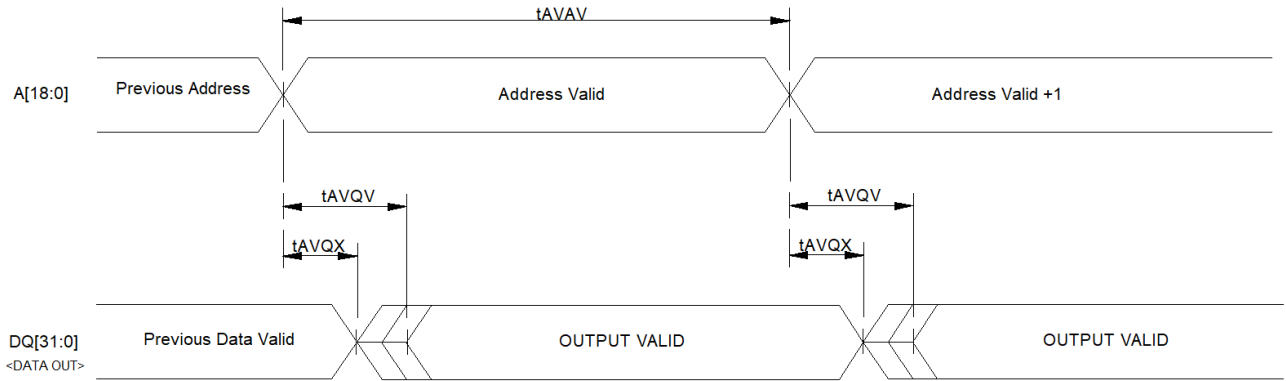 tAVAV
A[18:0]
Previous Address
Address Valid
Address Valid +1
tAVQV
tAVQV
tAVQX
tAVQX
DQ[31:0]
<DATA OUT>
Previous Data Valid
OUTPUT VALID
OUTPUT VALID